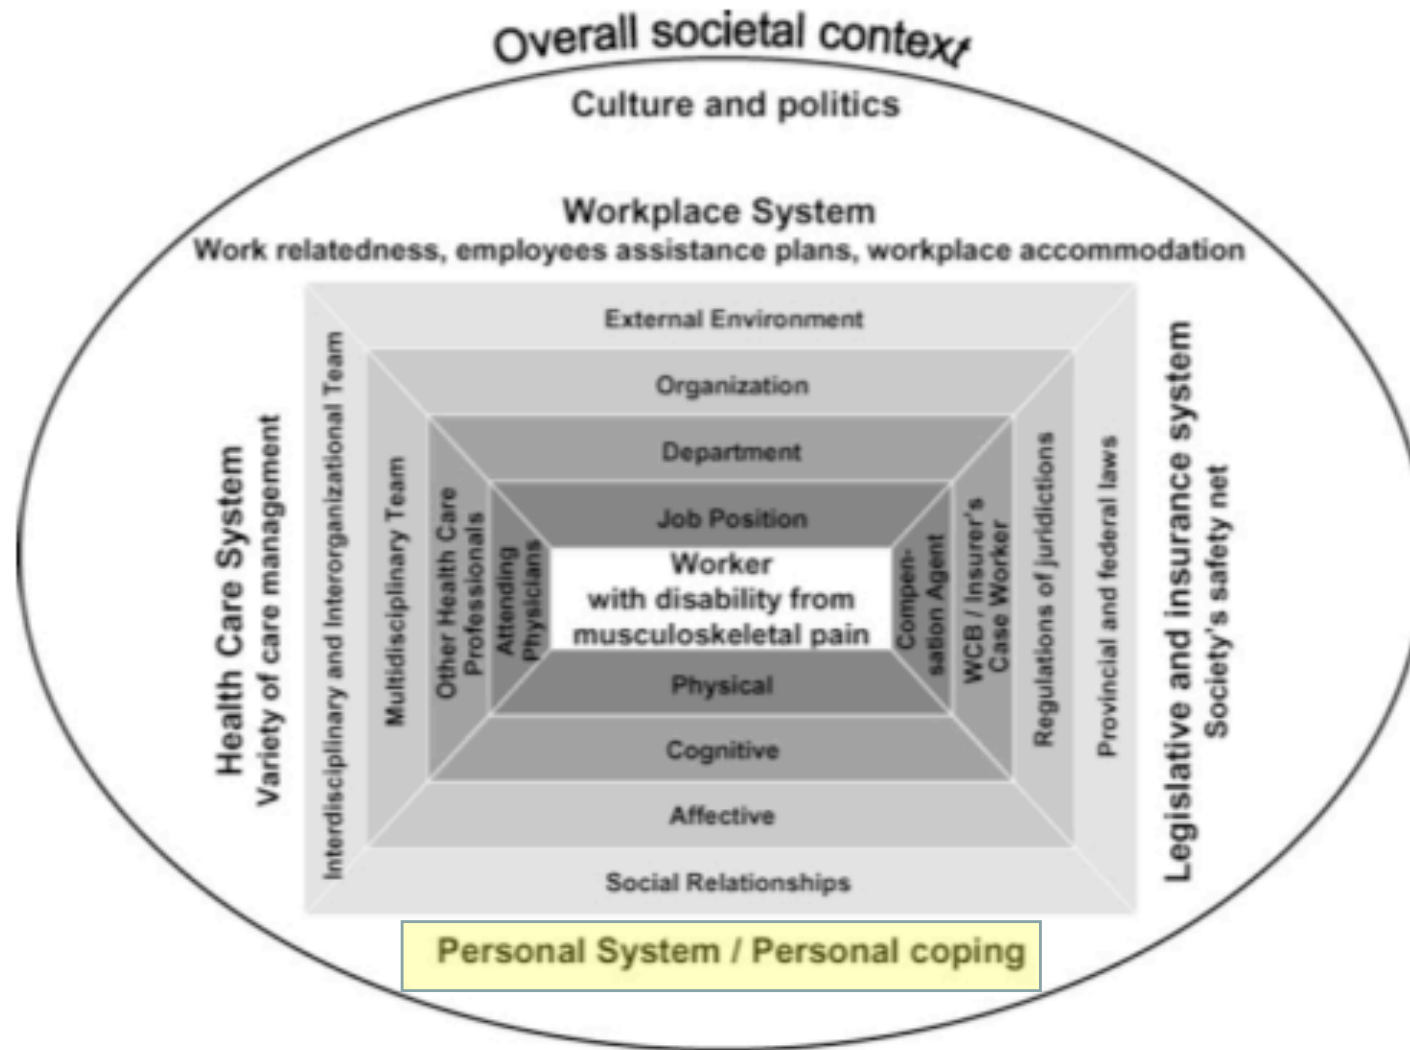 Overall societal context
Culture and politics
Workplace System
Work relatedness, employees assistance plans, workplace accommodation
External Environment
Organization
Department
Job Position
Health Care System
Variety of care management
Interdisciplinary and Interorganizational Team
Multidisciplinary Team
Other Health Care
Professionals
Attending
Physicians
Worker
with disability from
musculoskeletal pain
Compen-
sation Agent
WCB / Insurer's
Case Worker
Regulations of juridictions
Provincial and federal laws
Legislative and insurance system
Society's safety net
Physical
Cognitive
Affective
Social Relationships
Personal System / Personal coping